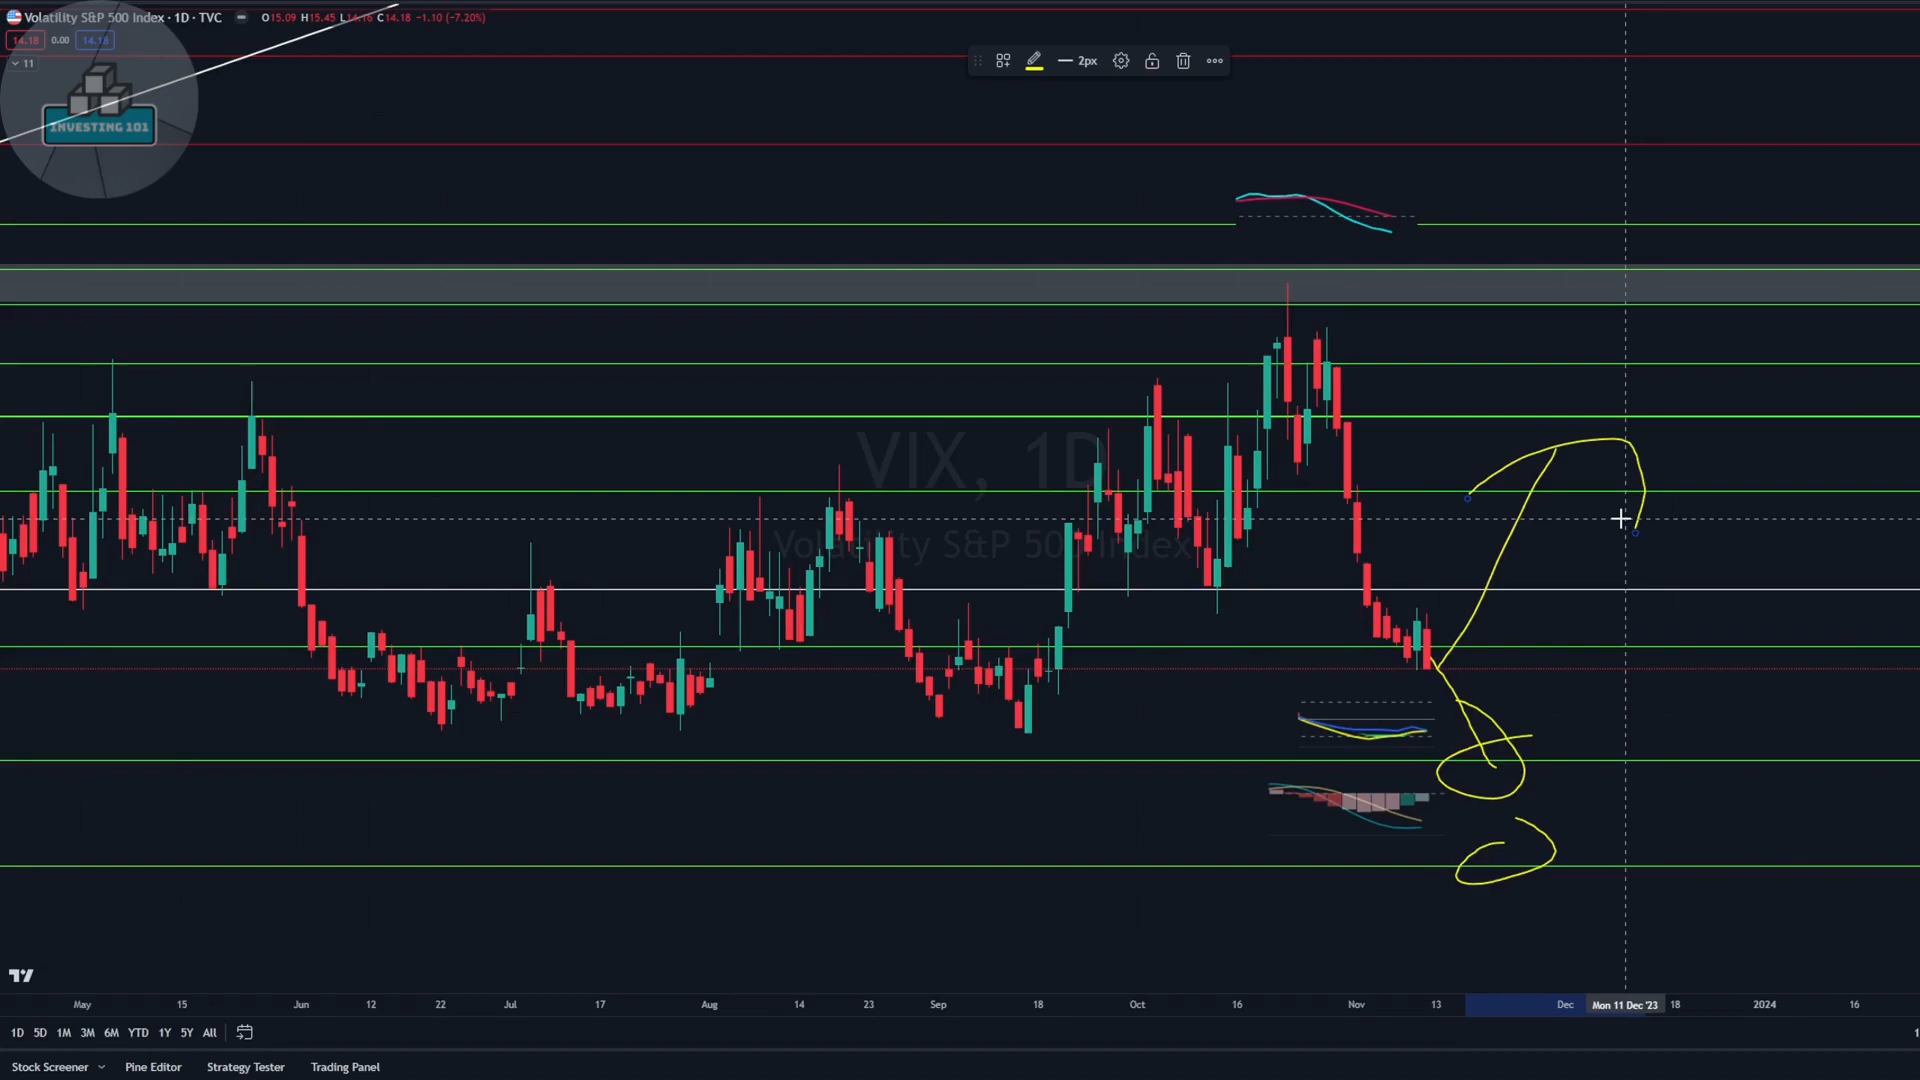 Volatility S&P 500 Index · 1D · TVC O15.09 H15.45 L14.16 C14.18 −1.10 (−7.20%)
14.18 0.00 14.18
11
2px
INVESTING 101
VIX, 1D
Volatility S&P 500 Index
May 15 Jun 12 22 Jul 17 Aug 14 23 Sep 18 Oct 16 Nov 13 Dec Mon 11 Dec '23 18 2024 16
1D 5D 1M 3M 6M YTD 1Y 5Y All
Stock Screener Pine Editor Strategy Tester Trading Panel